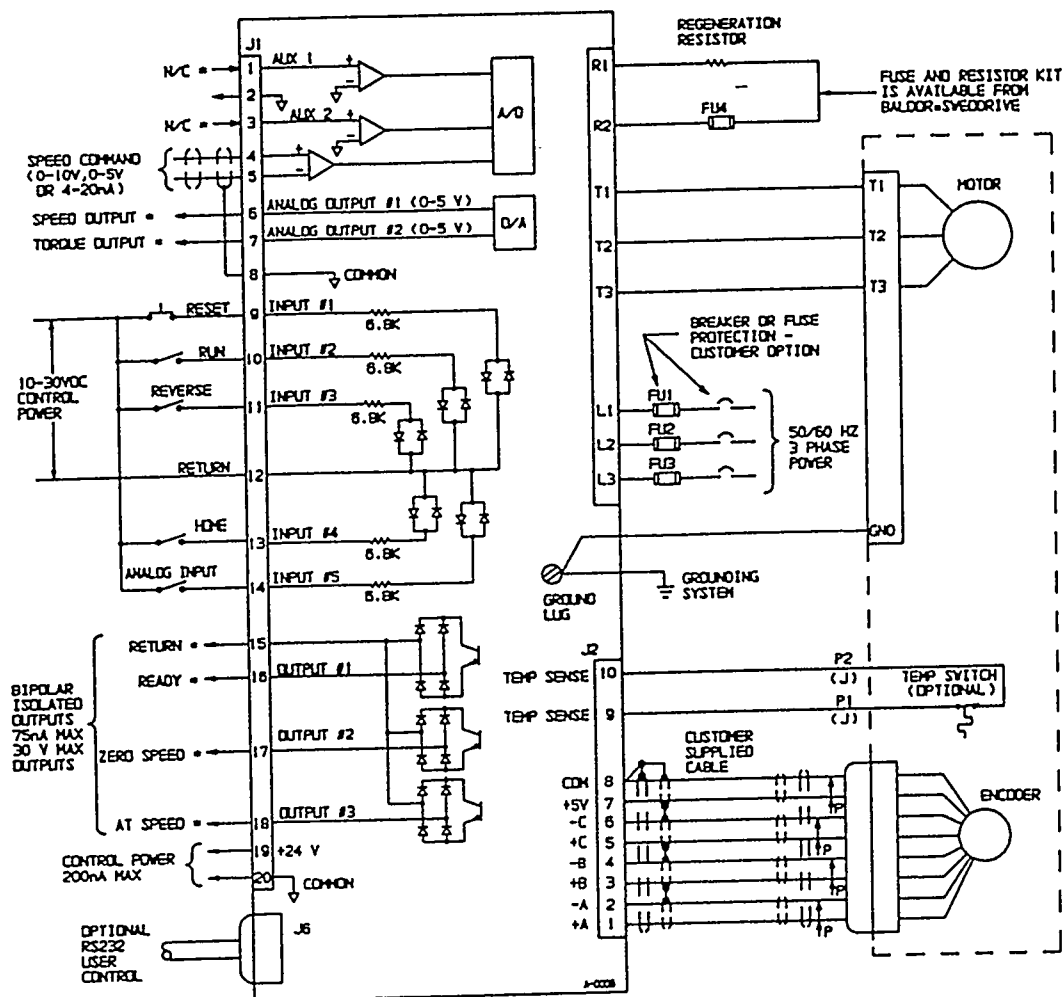 J1
N/C *
1
AUX 1
+
-
2
N/C *
3
AUX 2
+
-
A/D
SPEED COMMAND
(0-10V,0-5V
OR 4-20mA)
4
+
5
-
SPEED OUTPUT *
6
ANALOG OUTPUT #1 (0-5 V)
D/A
TORQUE OUTPUT *
7
ANALOG OUTPUT #2 (0-5 V)
8
COMMON
RESET
9
INPUT #1
6.8K
RUN
10
INPUT #2
6.8K
REVERSE
11
INPUT #3
6.8K
10-30VDC
CONTROL
POWER
RETURN
12
HOME
13
INPUT #4
6.8K
ANALOG INPUT
14
INPUT #5
6.8K
RETURN *
15
READY *
16
OUTPUT #1
BIPOLAR
ISOLATED
OUTPUTS
75mA MAX
30 V MAX
OUTPUTS
ZERO SPEED *
17
OUTPUT #2
AT SPEED *
18
OUTPUT #3
CONTROL POWER
200mA MAX
19
+24 V
20
COMMON
OPTIONAL
RS232
USER
CONTROL
J6
REGENERATION
RESISTOR
R1
R2
FU4
FUSE AND RESISTOR KIT
IS AVAILABLE FROM
BALDOR=SWEODRIVE
T1
T1
MOTOR
T2
T2
T3
T3
BREAKER OR FUSE
PROTECTION -
CUSTOMER OPTION
L1
FU1
L2
FU2
L3
FU3
50/60 HZ
3 PHASE
POWER
GND
GROUND
LUG
GROUNDING
SYSTEM
J2
TEMP SENSE
10
P2
(J)
TEMP SWITCH
(OPTIONAL)
TEMP SENSE
9
P1
(J)
CUSTOMER
SUPPLIED
CABLE
COM
8
+5V
7
P
-C
6
+C
5
P
-B
4
+B
3
P
-A
2
+A
1
P
ENCODER
A-0008